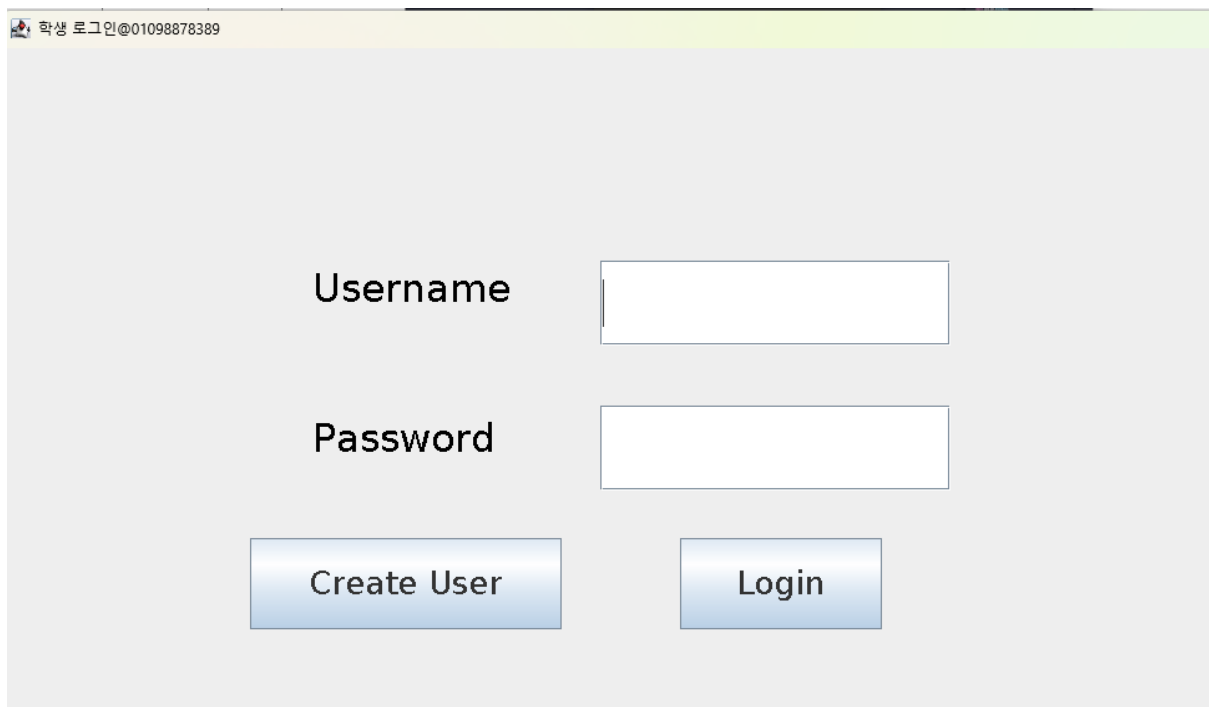 학생 로그인@01098878389
Username
Password
Create User
Login